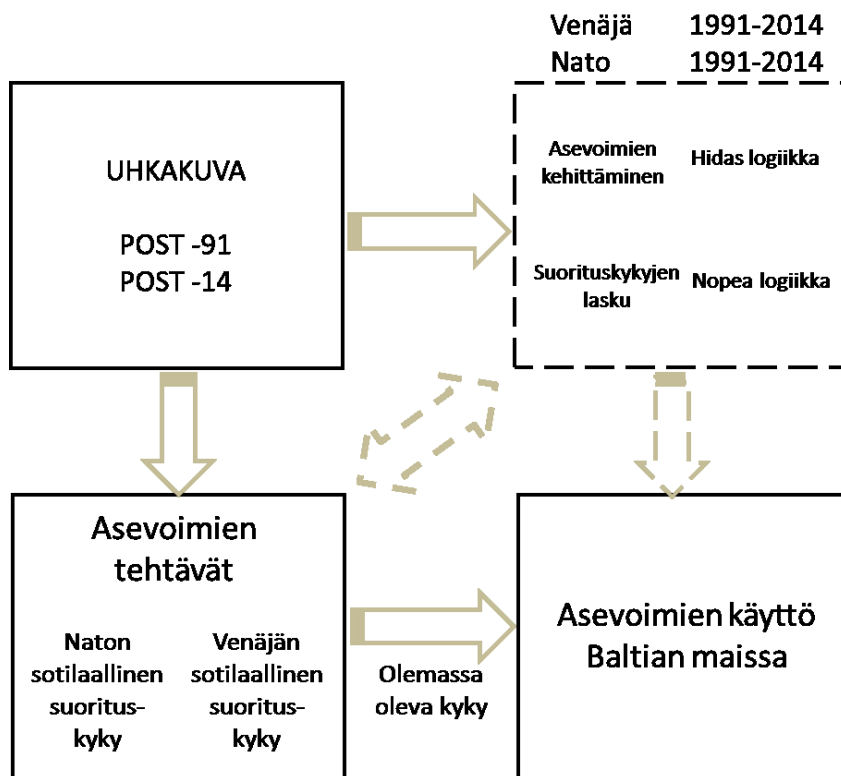 Venäjä 1991-2014
Nato 1991-2014
UHKAKUVA
POST -91
POST -14
Asevoimien
kehittäminen
Hidas logiikka
Suorituskykyjen
lasku
Nopea logiikka
Asevoimien
tehtävät
Naton
sotilaallinen
suoritus-
kyky
Venäjän
sotilaallinen
suoritus-
kyky
Olemassa
oleva kyky
Asevoimien käyttö
Baltian maissa